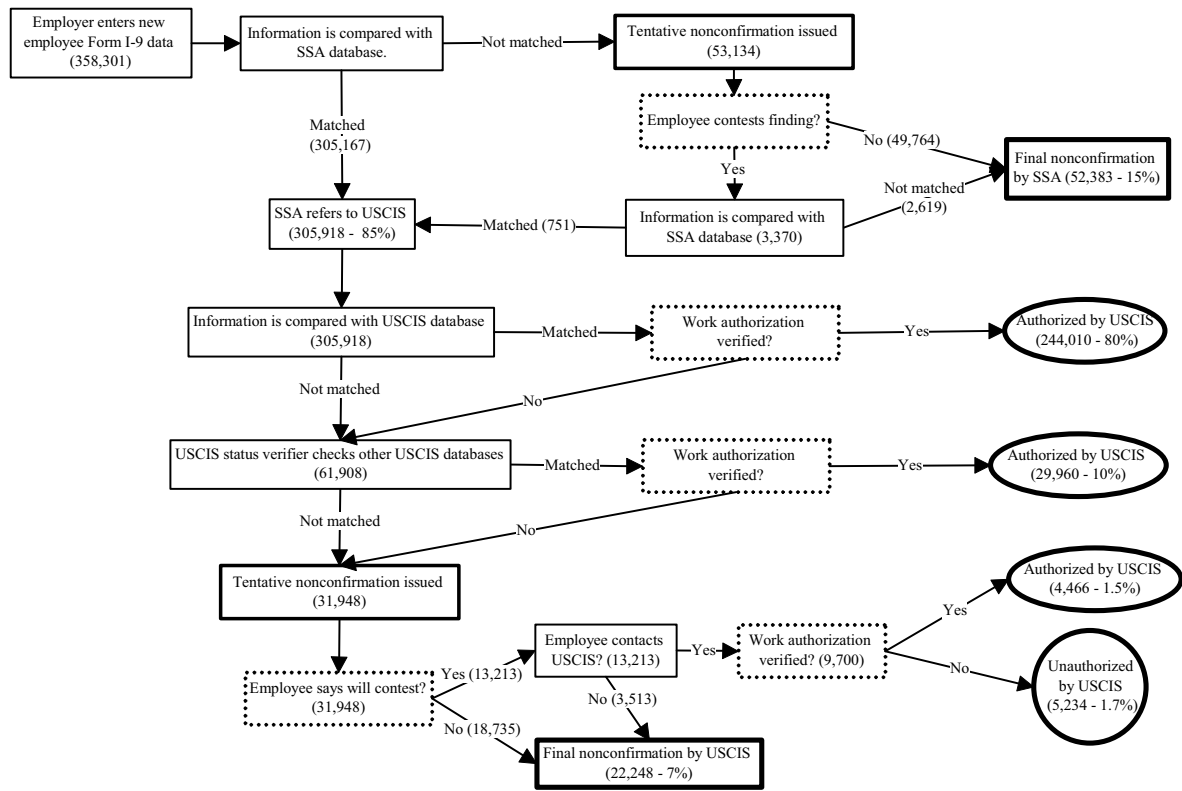 Employer enters new
employee Form I-9 data
(358,301)
Information is compared with
SSA database.
Not matched
Tentative nonconfirmation issued
(53,134)
Matched
(305,167)
Employee contests finding?
No (49,764)
Yes
Final nonconfirmation
by SSA (52,383 - 15%)
Not matched
(2,619)
SSA refers to USCIS
(305,918 - 85%)
Matched (751)
Information is compared with
SSA database (3,370)
Information is compared with USCIS database
(305,918)
Matched
Work authorization
verified?
Yes
Authorized by USCIS
(244,010 - 80%)
Not matched
No
USCIS status verifier checks other USCIS databases
(61,908)
Matched
Work authorization
verified?
Yes
Authorized by USCIS
(29,960 - 10%)
Not matched
No
Tentative nonconfirmation issued
(31,948)
Authorized by USCIS
(4,466 - 1.5%)
Yes
Employee says will contest?
(31,948)
Yes (13,213)
Employee contacts
USCIS? (13,213)
Yes
Work authorization
verified? (9,700)
No
Unauthorized
by USCIS
(5,234 - 1.7%)
No (3,513)
No (18,735)
Final nonconfirmation by USCIS
(22,248 - 7%)